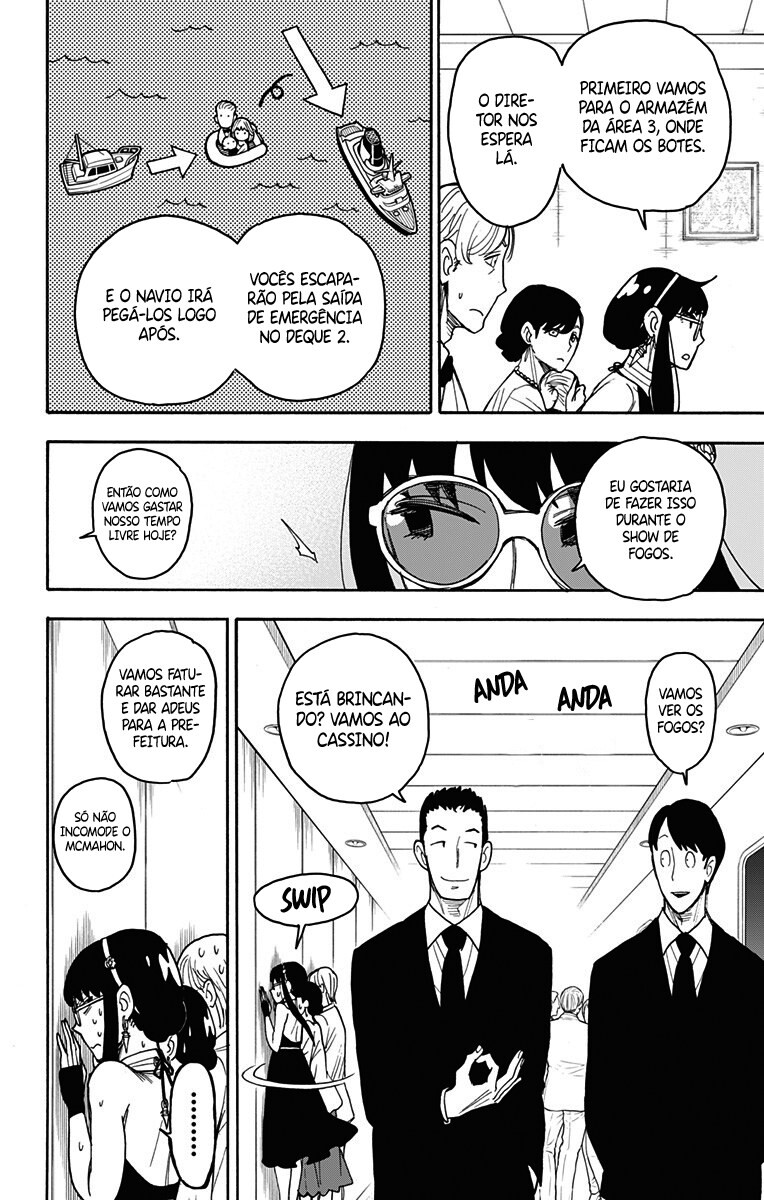 PRIMEIRO VAMOS
PARA O ARMAZÉM
DA ÁREA 3, ONDE
FICAM OS BOTES.
O DIRE-
TOR NOS
ESPERA
LÁ.
VOCÊS ESCAPA-
RÃO PELA SAÍDA
DE EMERGÊNCIA
NO DEQUE 2.
E O NAVIO IRÁ
PEGÁ-LOS LOGO
APÓS.
EU GOSTARIA
DE FAZER ISSO
DURANTE O
SHOW DE
FOGOS.
ENTÃO COMO
VAMOS GASTAR
NOSSO TEMPO
LIVRE HOJE?
VAMOS
VER OS
FOGOS?
ANDA
ANDA
ESTÁ BRINCAN-
DO? VAMOS AO
CASSINO!
SWIP
VAMOS FATU-
RAR BASTANTE
E DAR ADEUS
PARA A PRE-
FEITURA.
SÓ NÃO
INCOMODE O
MCMAHON.
.........